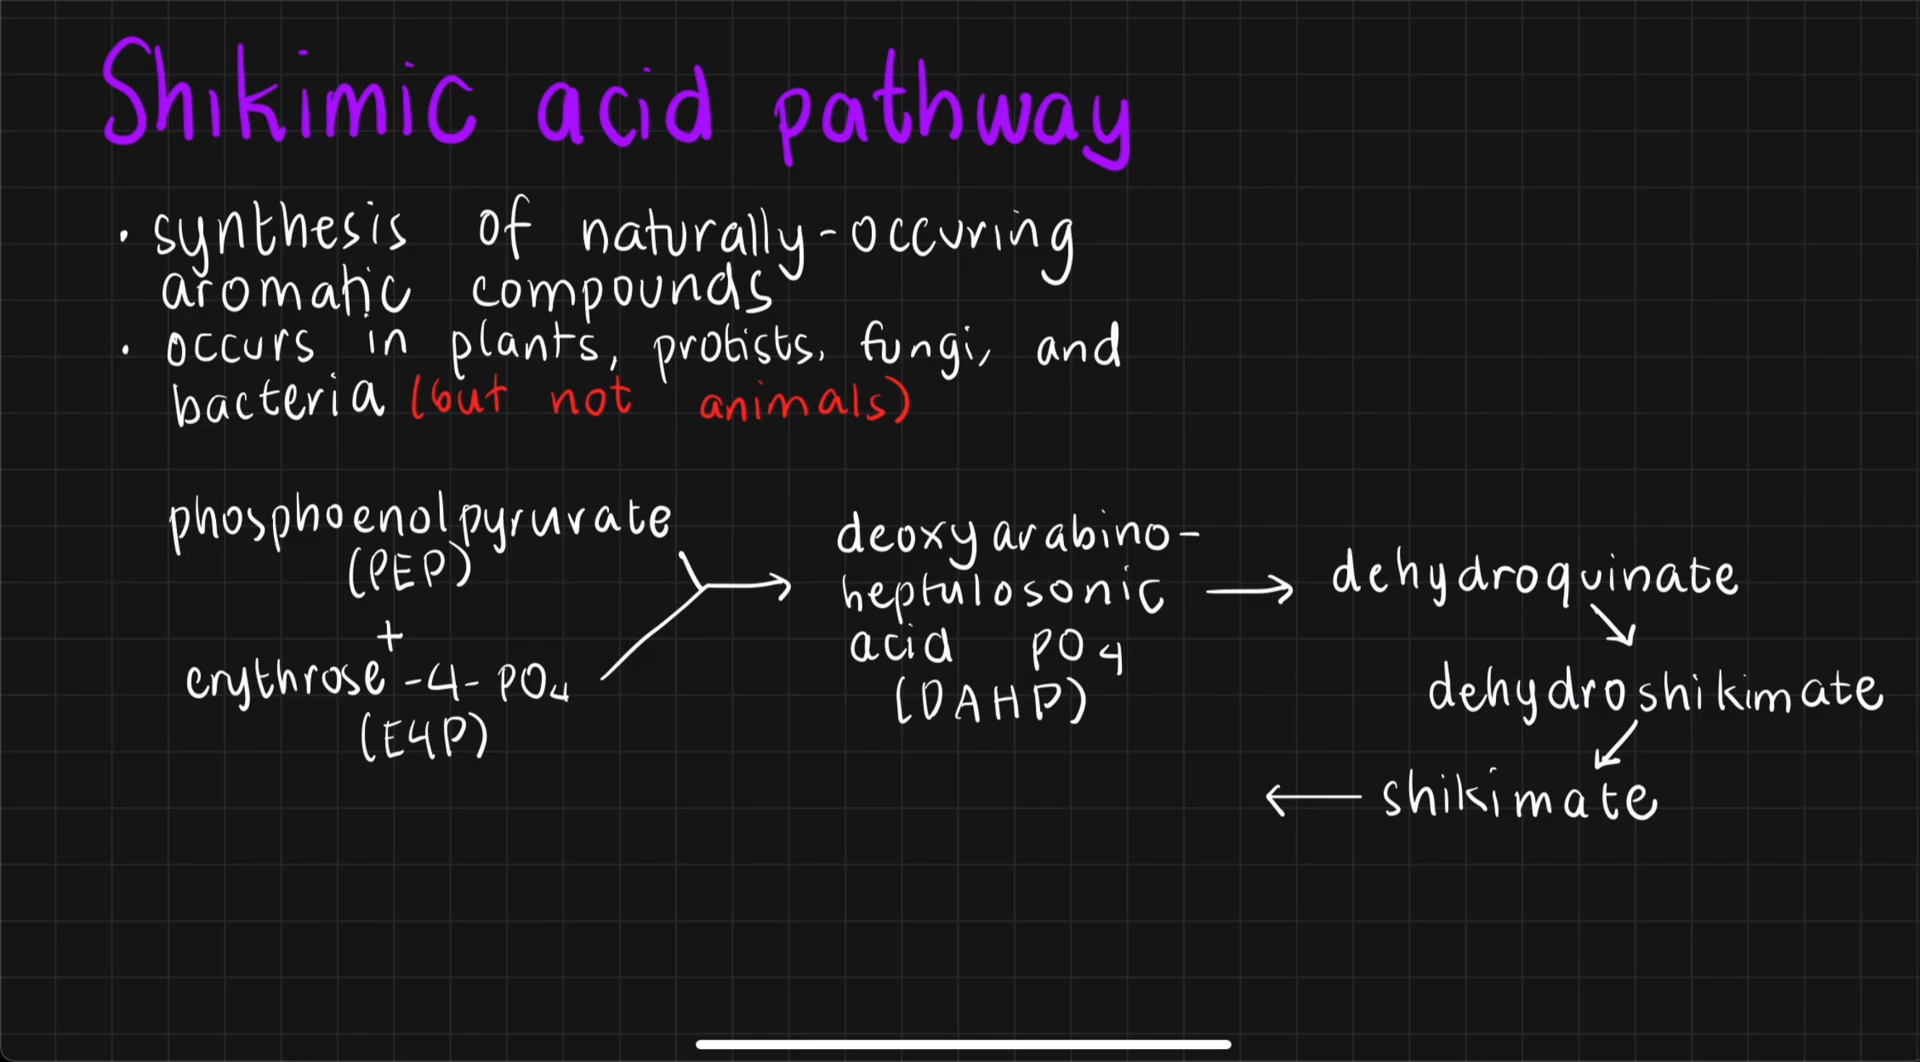 Shikimic acid pathway
· synthesis of naturally-occuring
aromatic compounds
· occurs in plants, protists, fungi, and
bacteria (but not animals)
phosphoenolpyruvate
(PEP)
+
erythrose-4-PO4
(E4P)
deoxyarabino-
heptulosonic
acid PO4
(DAHP)
dehydroquinate
dehydroshikimate
shikimate